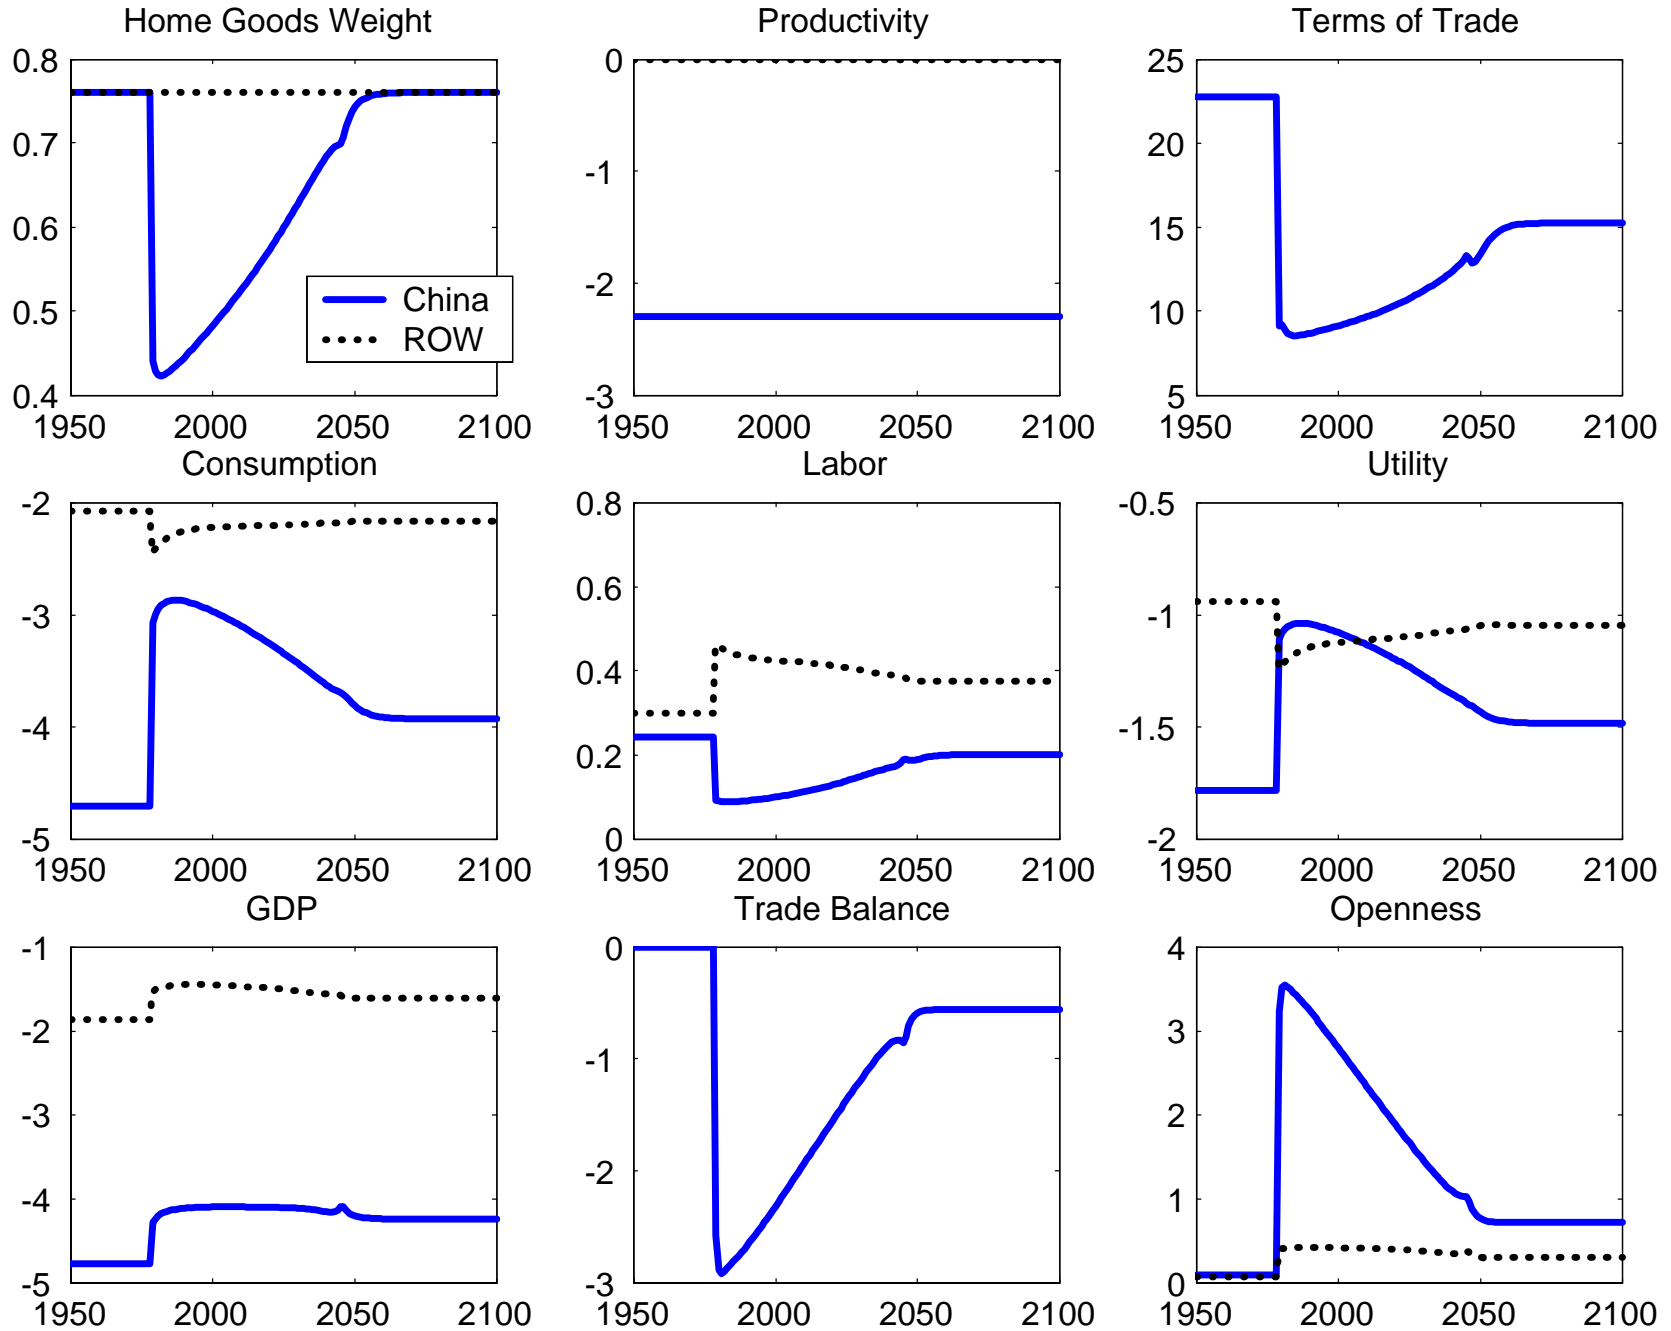 Home Goods Weight
0.8
0.7
0.6
0.5
0.4
1950 2000 2050 2100
China
ROW
Productivity
0
-1
-2
-3
1950 2000 2050 2100
Terms of Trade
25
20
15
10
5
1950 2000 2050 2100
Consumption
-2
-3
-4
-5
1950 2000 2050 2100
Labor
0.8
0.6
0.4
0.2
0
1950 2000 2050 2100
Utility
-0.5
-1
-1.5
-2
1950 2000 2050 2100
GDP
-1
-2
-3
-4
-5
1950 2000 2050 2100
Trade Balance
0
-1
-2
-3
1950 2000 2050 2100
Openness
4
3
2
1
0
1950 2000 2050 2100